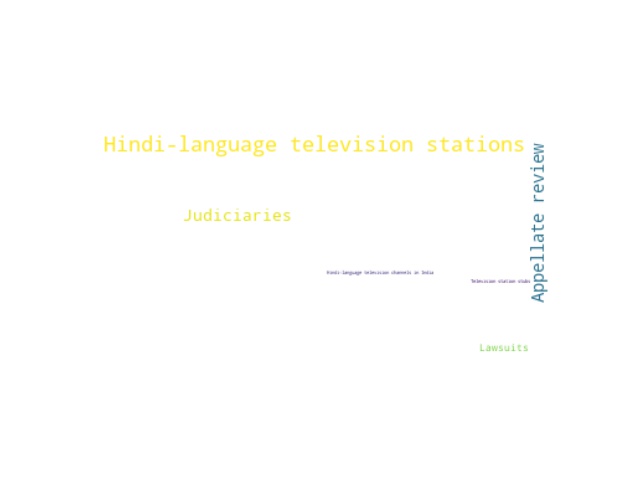 Hindi-language television stations
Appellate review
Judiciaries
Hindi-language television channels in India
Television station stubs
Lawsuits